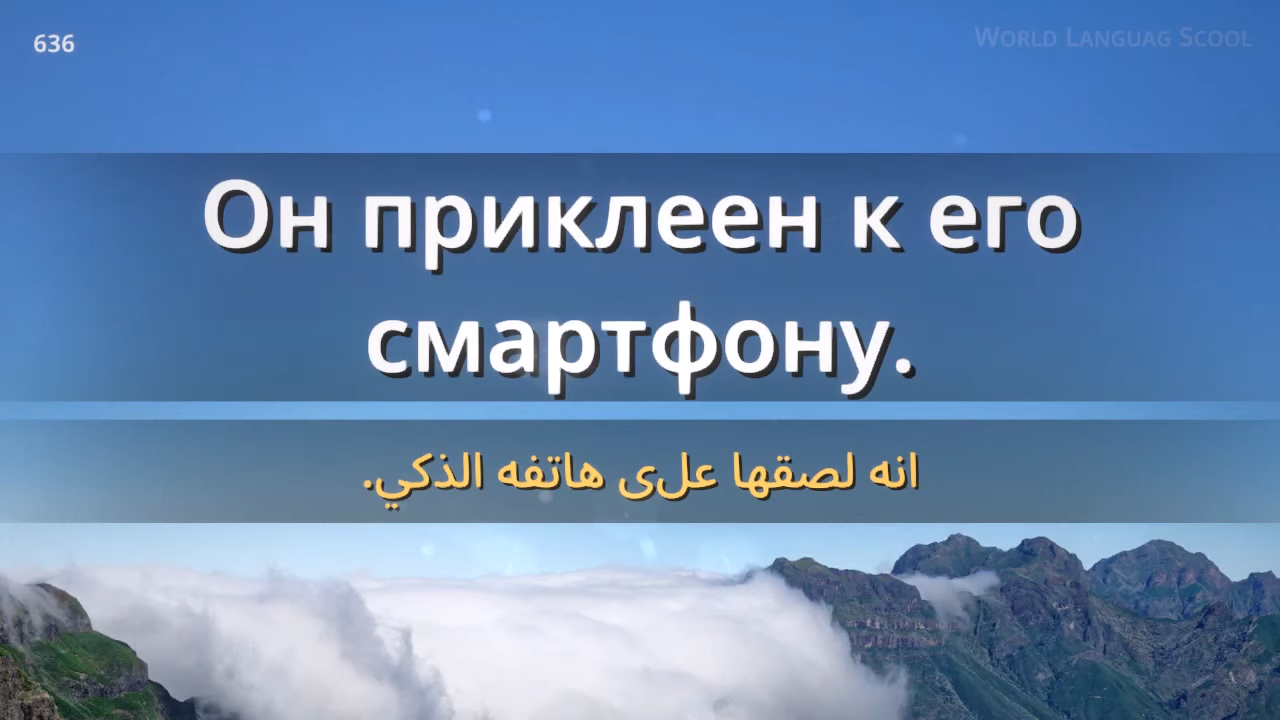 636
World Languag Scool
Он приклеен к его
смартфону.
انه لصقها على هاتفه الذكي.